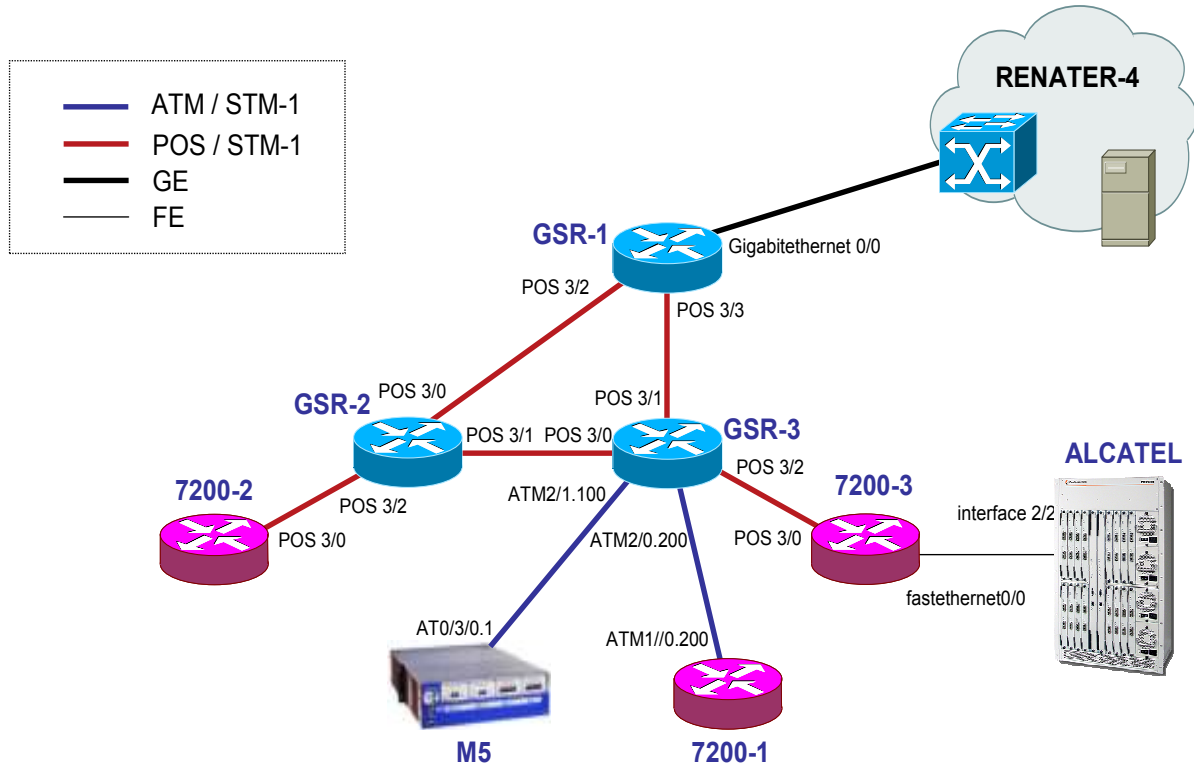 RENATER-4
ATM / STM-1
POS / STM-1
GE
FE
GSR-1
Gigabitethernet 0/0
POS 3/2
POS 3/3
POS 3/0
POS 3/1
GSR-2
GSR-3
POS 3/1
POS 3/0
POS 3/2
ALCATEL
7200-2
7200-3
ATM2/1.100
POS 3/2
interface 2/2
POS 3/0
ATM2/0.200
POS 3/0
fastethernet0/0
AT0/3/0.1
ATM1//0.200
M5
7200-1